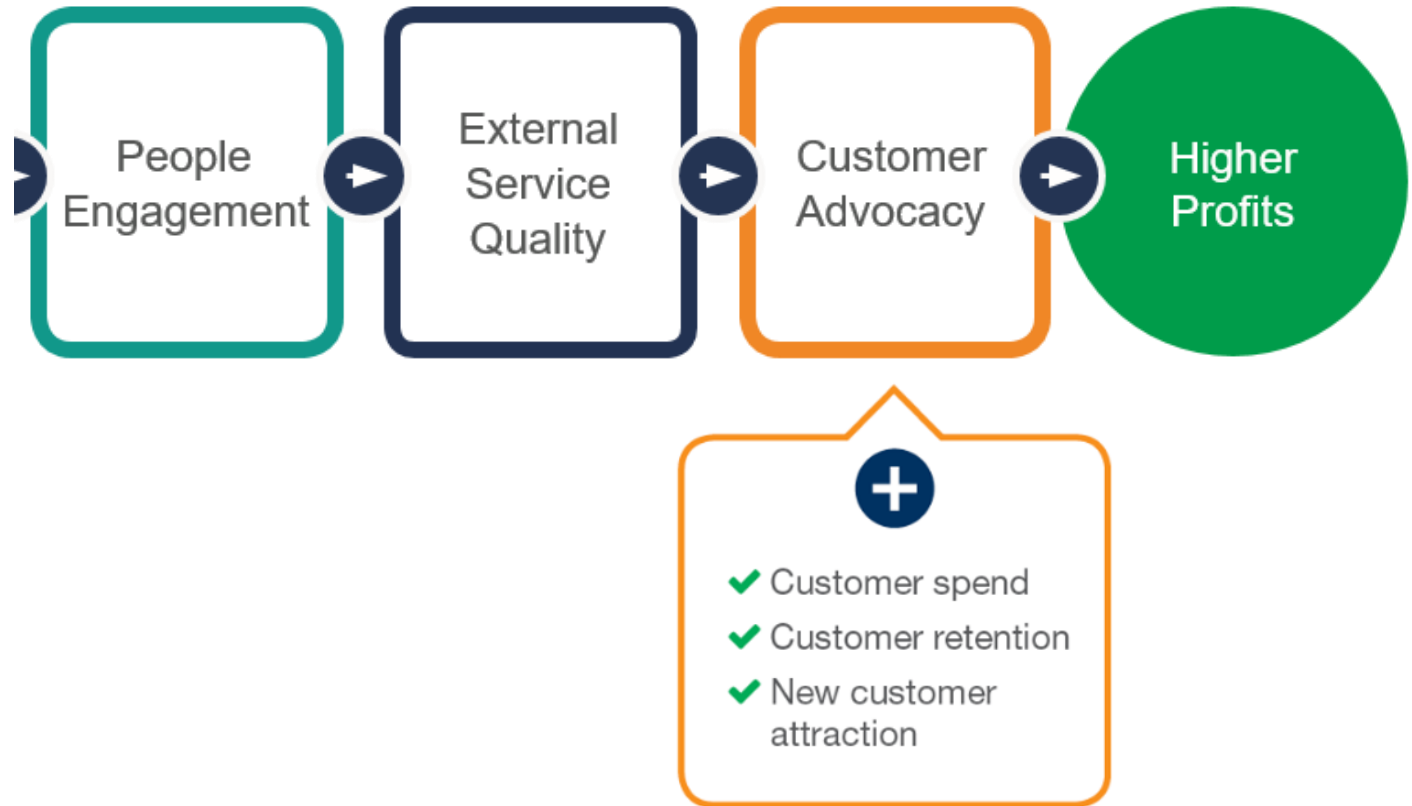 People
Engagement
External
Service
Quality
Customer
Advocacy
Higher
Profits
Customer spend
Customer retention
New customer
attraction